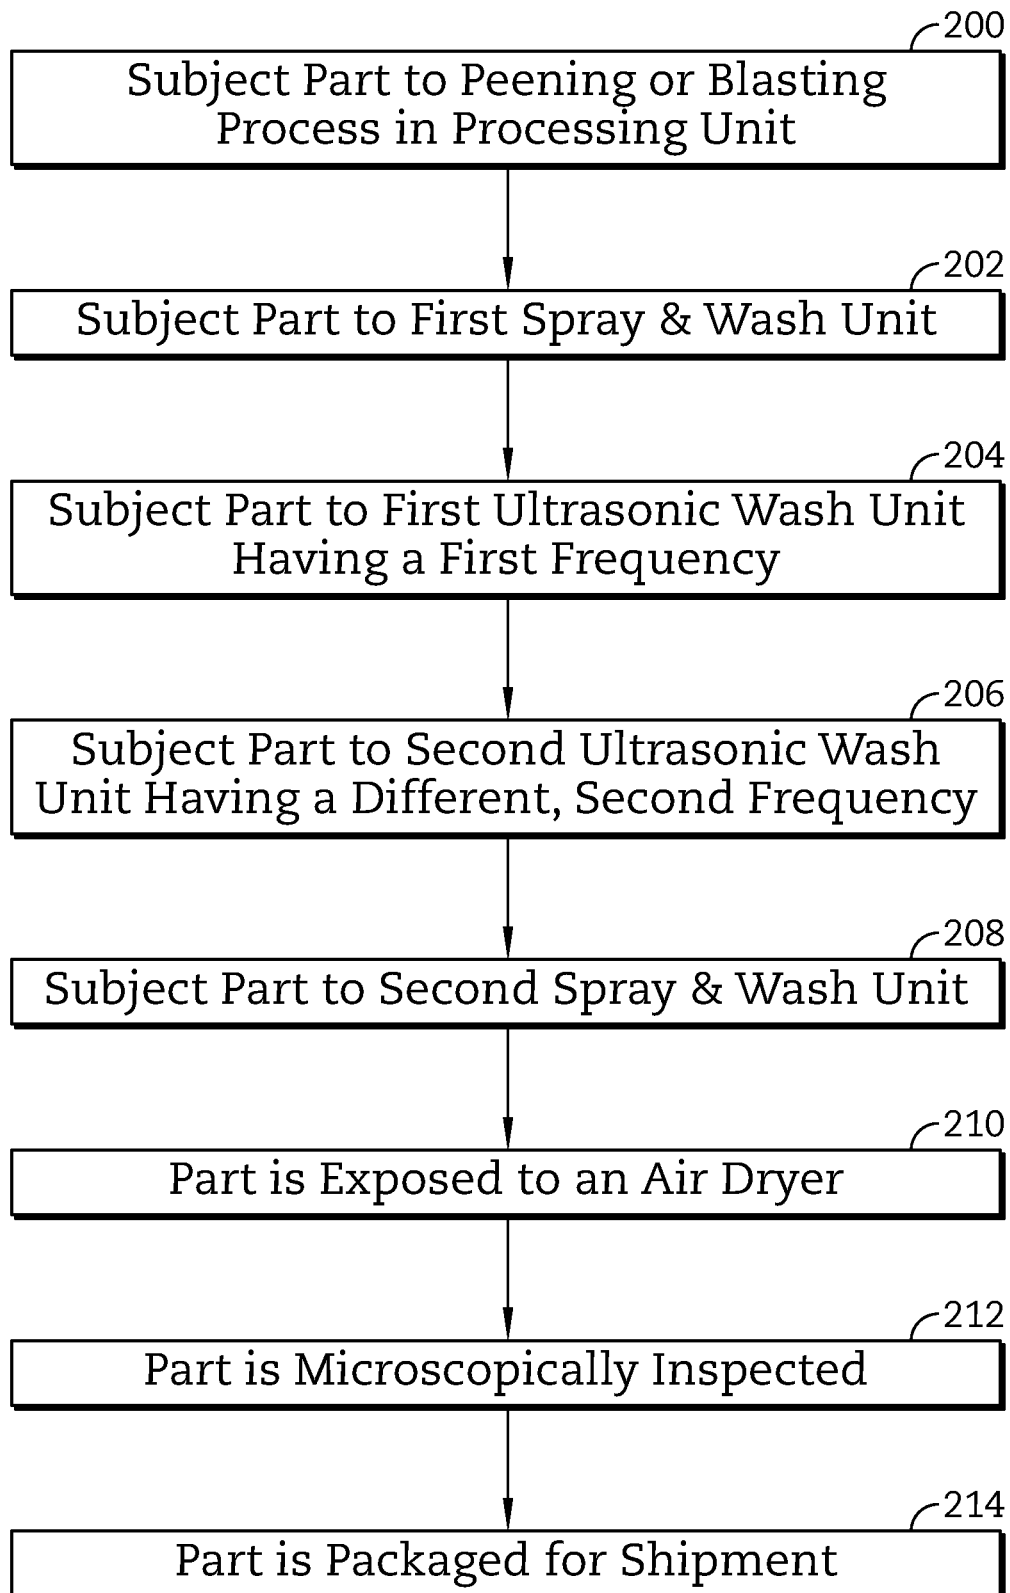 200
Subject Part to Peening or Blasting
Process in Processing Unit
202
Subject Part to First Spray & Wash Unit
204
Subject Part to First Ultrasonic Wash Unit
Having a First Frequency
206
Subject Part to Second Ultrasonic Wash
Unit Having a Different, Second Frequency
208
Subject Part to Second Spray & Wash Unit
210
Part is Exposed to an Air Dryer
212
Part is Microscopically Inspected
214
Part is Packaged for Shipment